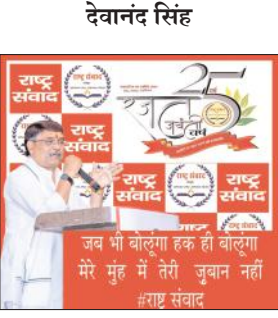 देवानंद सिंह
राष्ट्र
संवाद
राष्ट्र संवाद
25
रजत
जयंती
वर्ष
राष्ट्र
संवाद
राष्ट्र
संवाद
राष्ट्र संवाद
राष्ट्र
संवाद
जब भी बोलूंगा हक ही बोलूंगा
मेरे मुंह में तेरी जुबान नहीं
#राष्ट्र संवाद